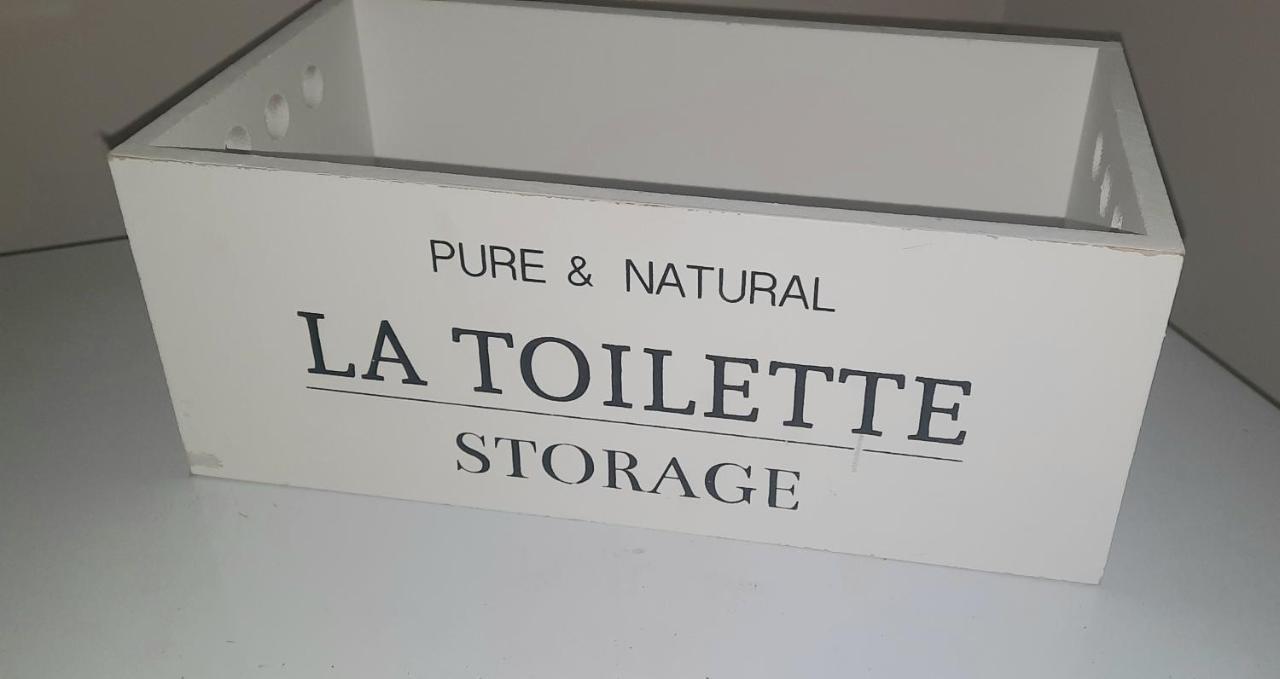 PURE & NATURAL
LA TOILETTE
STORAGE